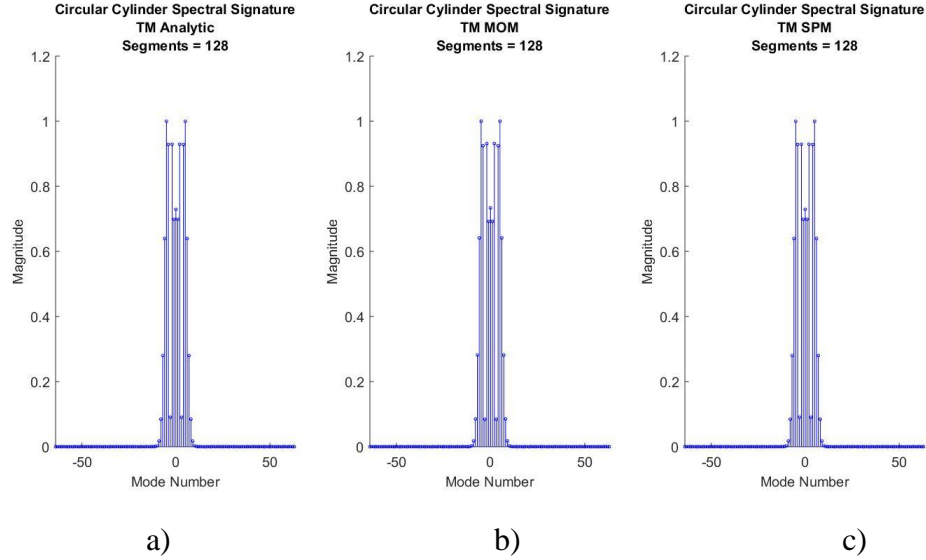 Circular Cylinder Spectral Signature
TM Analytic
Segments = 128
1.2
1
0.8
0.6
0.4
0.2
0
Magnitude
-50
0
50
Mode Number
a)
Circular Cylinder Spectral Signature
TM MOM
Segments = 128
1.2
1
0.8
0.6
0.4
0.2
0
Magnitude
-50
0
50
Mode Number
b)
Circular Cylinder Spectral Signature
TM SPM
Segments = 128
1.2
1
0.8
0.6
0.4
0.2
0
Magnitude
-50
0
50
Mode Number
c)